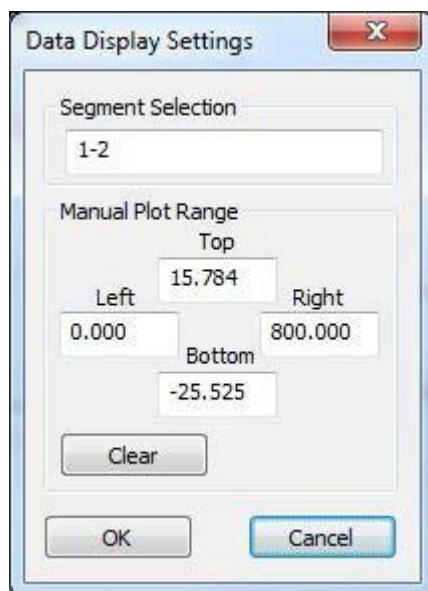 Data Display Settings
X
Segment Selection
1-2
Manual Plot Range
Top
15.784
Left
Right
0.000
800.000
Bottom
-25.525
Clear
OK
Cancel